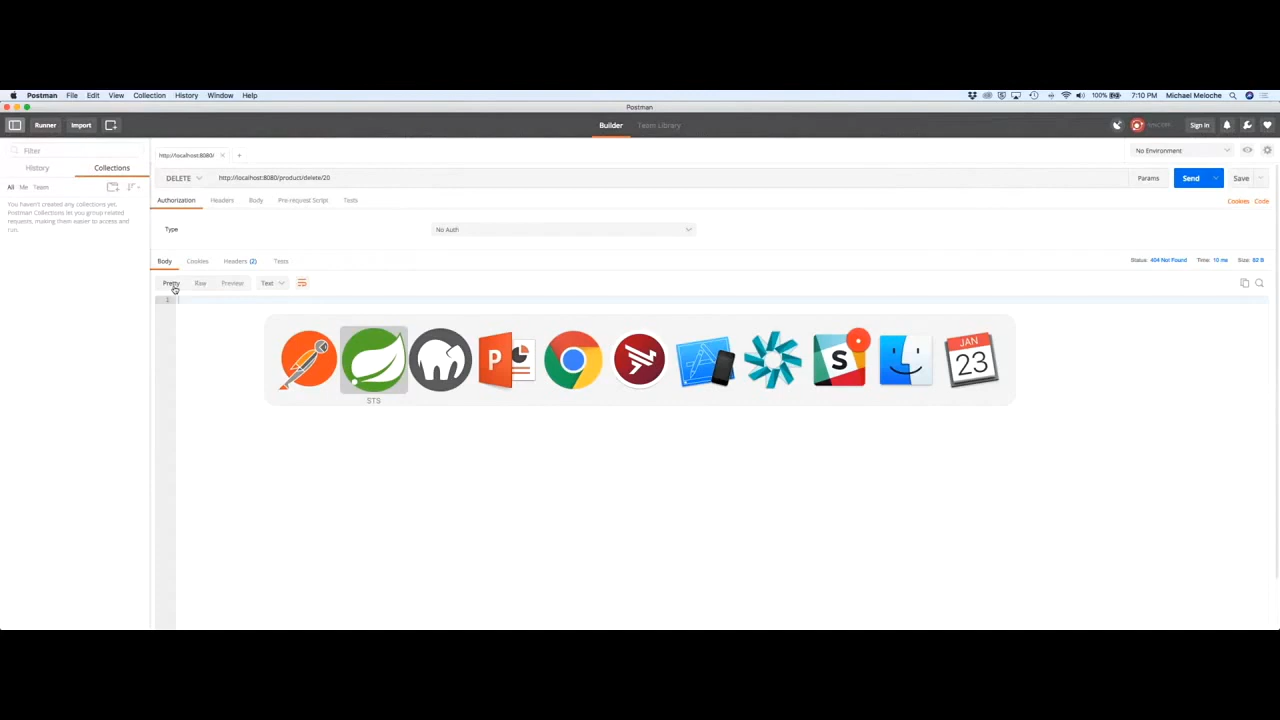 Postman File Edit View Collection History Window Help 100% 7:10 PM Michael Meloche
Postman
Runner Import Builder Team Library Sign In
Filter http://localhost:8080/ No Environment
History Collections DELETE http://localhost:8080/product/delete/20 Params Send Save
All Me Team Authorization Headers Body Pre-request Script Tests Cookies Code
You haven't created any collections yet.
Postman Collections let you group related
requests, making them easier to access and
run.
Type No Auth
Body Cookies Headers (2) Tests Status: 404 Not Found Time: 10 ms Size: 82 B
Pretty Raw Preview Text
1
P S JAN
23
STS